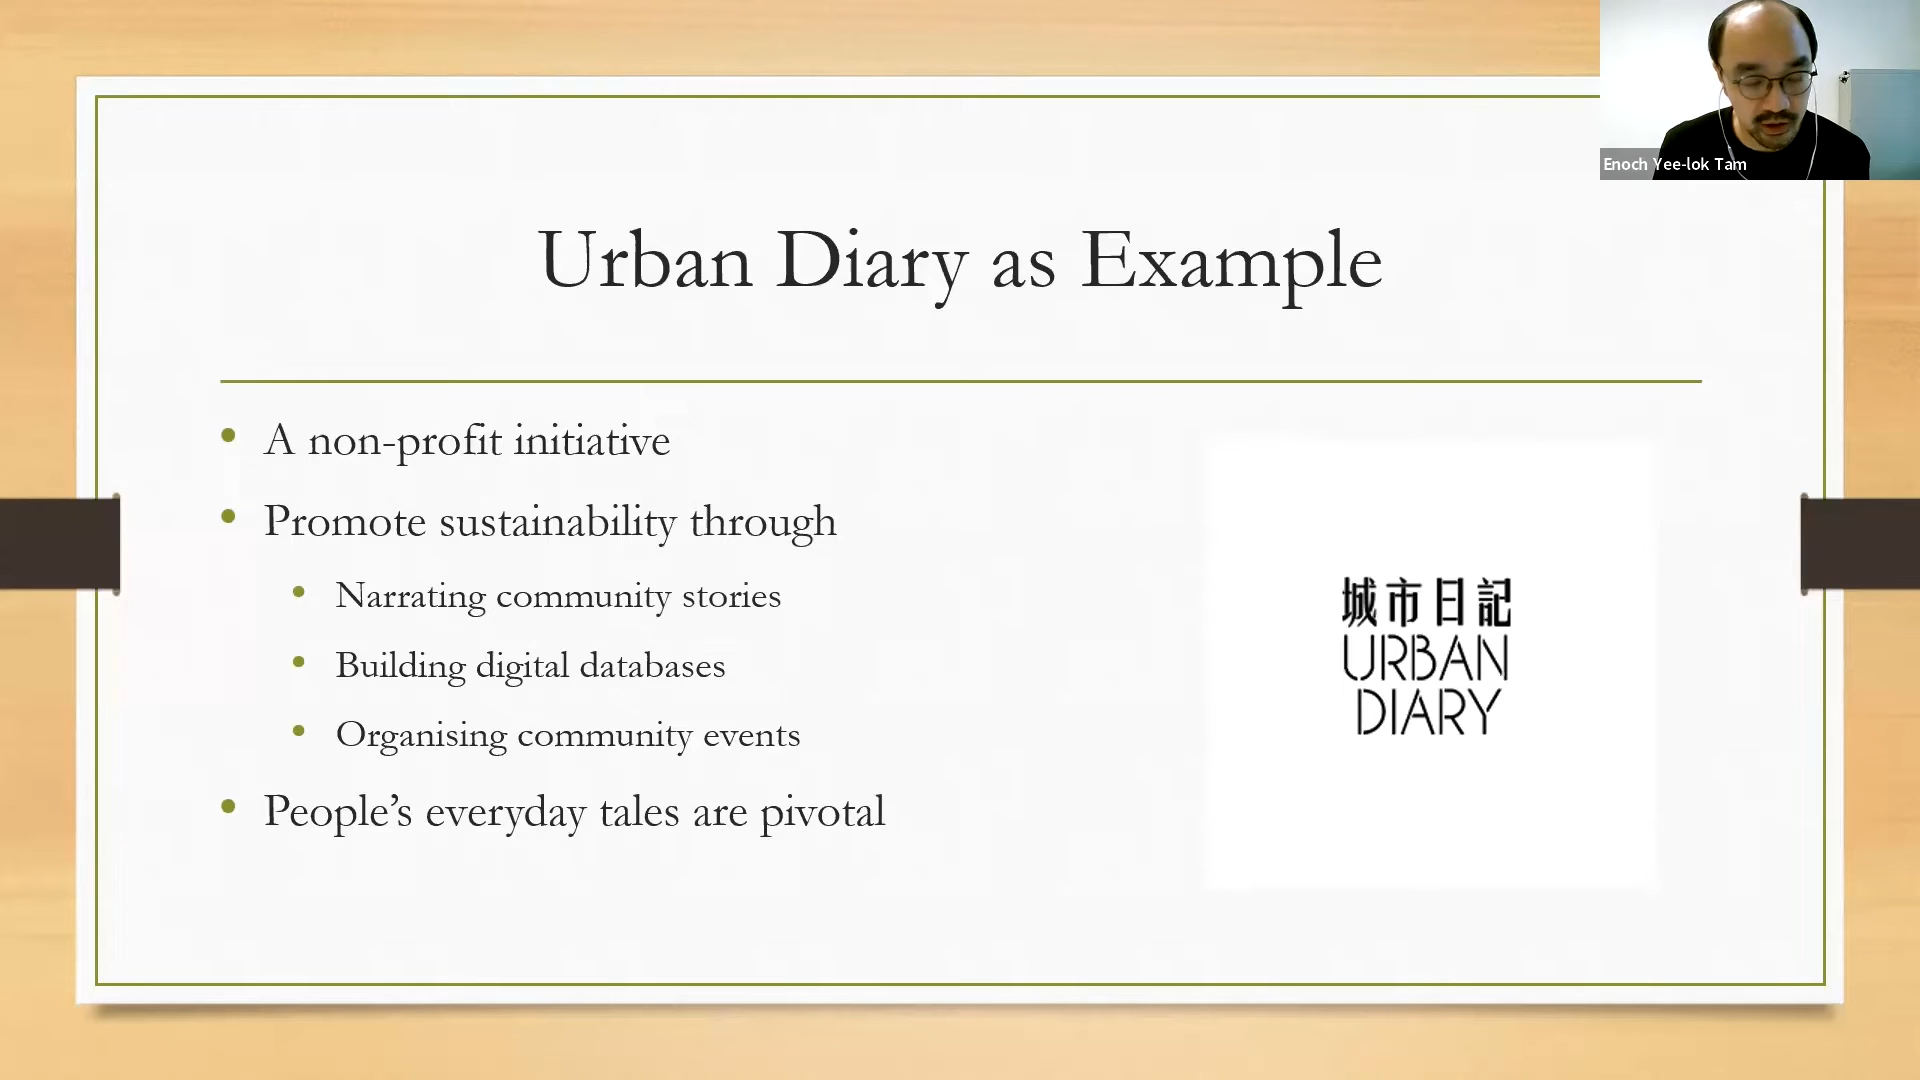 Enoch Yee-lok Tam
Urban Diary as Example
• A non-profit initiative
• Promote sustainability through
• Narrating community stories
• Building digital databases
• Organising community events
• People’s everyday tales are pivotal
城市日記
URBAN
DIARY